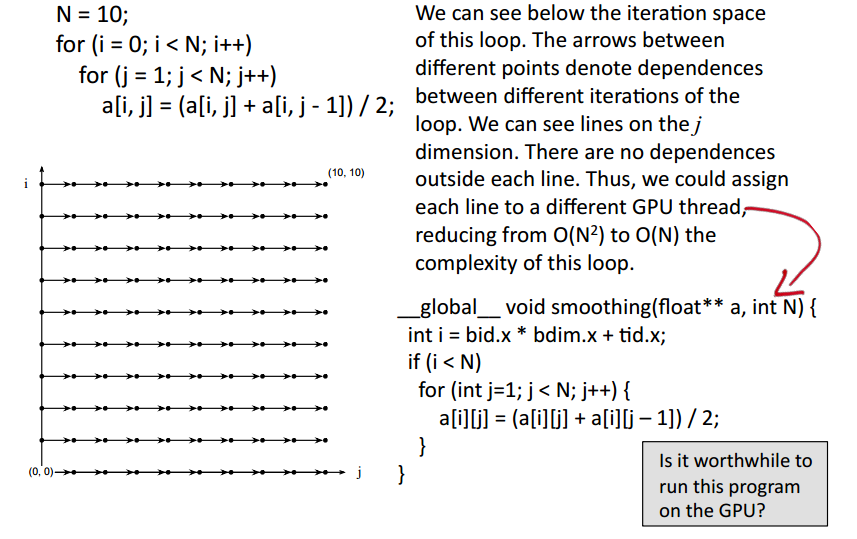 N = 10;
for (i = 0; i < N; i++)
for (j = 1; j < N; j++)
a[i, j] = (a[i, j] + a[i, j - 1]) / 2;
We can see below the iteration space
of this loop. The arrows between
different points denote dependences
between different iterations of the
loop. We can see lines on the j
dimension. There are no dependences
outside each line. Thus, we could assign
each line to a different GPU thread,
reducing from O(N²) to O(N) the
complexity of this loop.
i
(10, 10)
(0, 0)
j
__global__ void smoothing(float** a, int N) {
int i = bid.x * bdim.x + tid.x;
if (i < N)
for (int j=1; j < N; j++) {
a[i][j] = (a[i][j] + a[i][j – 1]) / 2;
}
}
Is it worthwhile to
run this program
on the GPU?